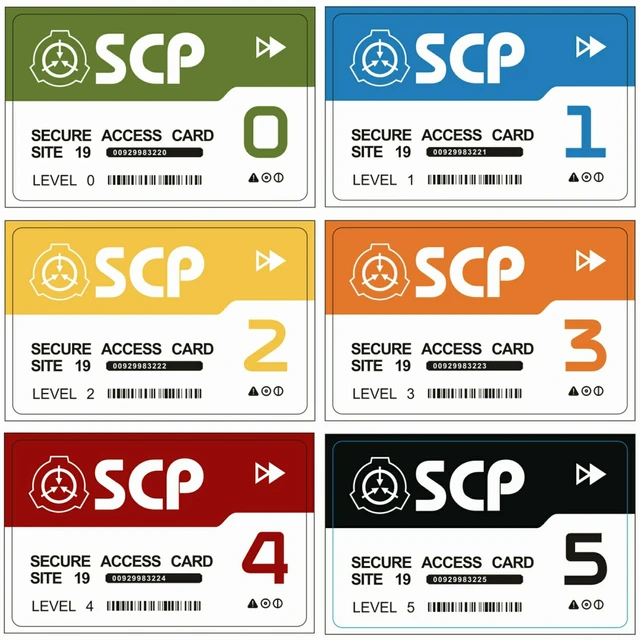 SCP
SECURE ACCESS CARD
SITE 19 00929983220
LEVEL 0
0
SCP
SECURE ACCESS CARD
SITE 19 00929983221
LEVEL 1
1
SCP
SECURE ACCESS CARD
SITE 19 00929983222
LEVEL 2
2
SCP
SECURE ACCESS CARD
SITE 19 00929983223
LEVEL 3
3
SCP
SECURE ACCESS CARD
SITE 19 00929983224
LEVEL 4
4
SCP
SECURE ACCESS CARD
SITE 19 00929983225
LEVEL 5
5